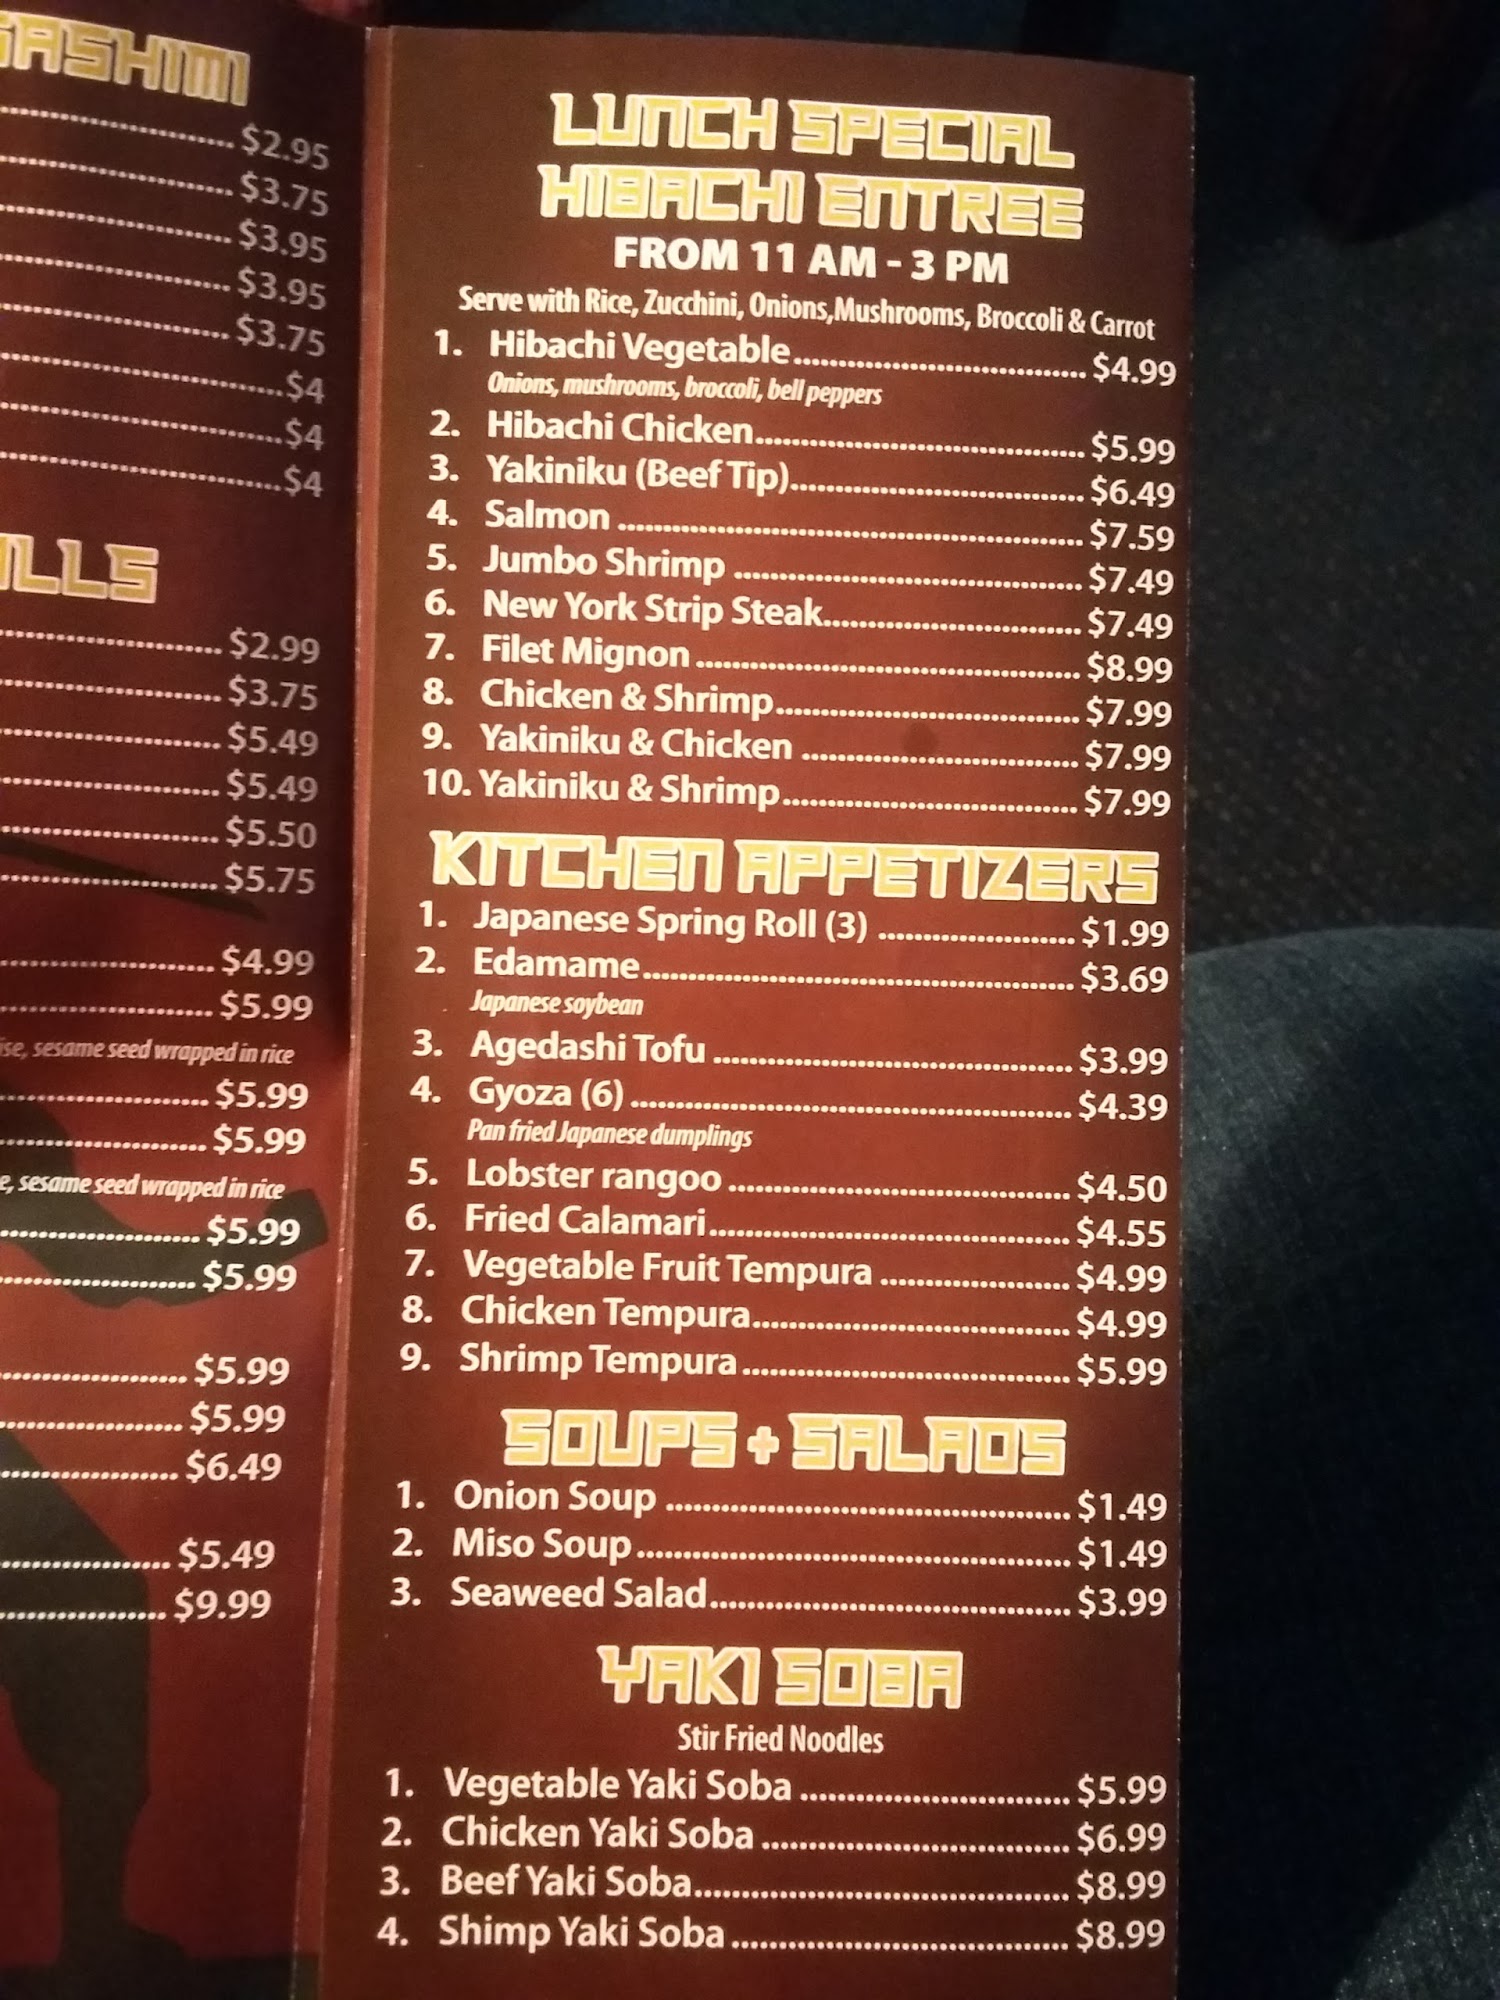 SASHIMI
$2.95
$3.75
$3.95
$3.95
$3.75
$4
$4
$4
$2.99
$3.75
$5.49
$5.49
$5.50
$5.75
$4.99
$5.99
sesame seed wrapped in rice
$5.99
$5.99
sesame seed wrapped in rice
$5.99
$5.99
$5.99
$5.99
$6.49
$5.49
$9.99
LUNCH SPECIAL
HIBACHI ENTREE
FROM 11 AM - 3 PM
Serve with Rice, Zucchini, Onions,Mushrooms, Broccoli & Carrot
1. Hibachi Vegetable $4.99
Onions, mushrooms, broccoli, bell peppers
2. Hibachi Chicken $5.99
3. Yakiniku (Beef Tip) $6.49
4. Salmon $7.59
5. Jumbo Shrimp $7.49
6. New York Strip Steak $7.49
7. Filet Mignon $8.99
8. Chicken & Shrimp $7.99
9. Yakiniku & Chicken $7.99
10. Yakiniku & Shrimp $7.99
KITCHEN APPETIZERS
1. Japanese Spring Roll (3) $1.99
2. Edamame $3.69
Japanese soybean
3. Agedashi Tofu $3.99
4. Gyoza (6) $4.39
Pan fried Japanese dumplings
5. Lobster rangoo $4.50
6. Fried Calamari $4.55
7. Vegetable Fruit Tempura $4.99
8. Chicken Tempura $4.99
9. Shrimp Tempura $5.99
SOUPS + SALADS
1. Onion Soup $1.49
2. Miso Soup $1.49
3. Seaweed Salad $3.99
YAKI SOBA
Stir Fried Noodles
1. Vegetable Yaki Soba $5.99
2. Chicken Yaki Soba $6.99
3. Beef Yaki Soba $8.99
4. Shimp Yaki Soba $8.99